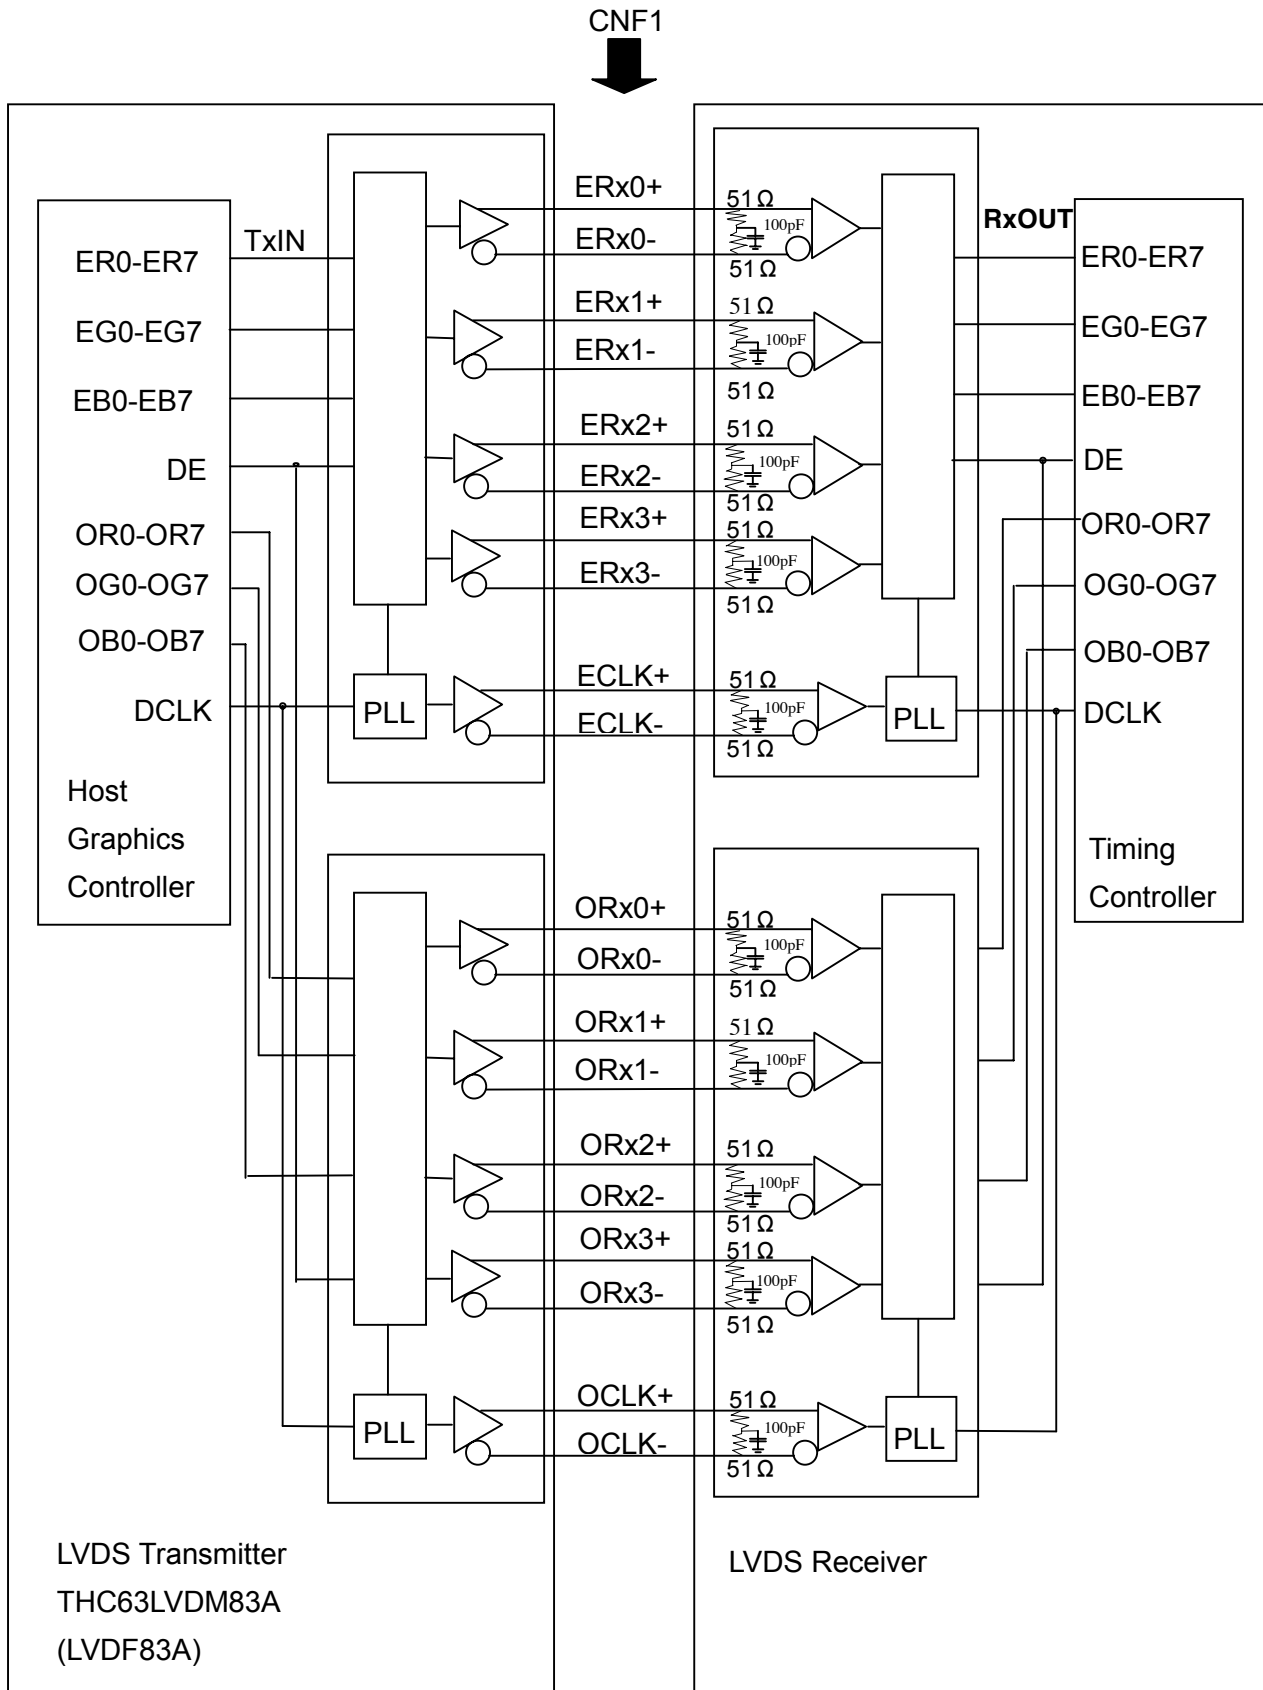 CNF1
TxIN
ER0-ER7
EG0-EG7
EB0-EB7
DE
OR0-OR7
OG0-OG7
OB0-OB7
DCLK
Host
Graphics
Controller
PLL
ERx0+
ERx0-
ERx1+
ERx1-
ERx2+
ERx2-
ERx3+
ERx3-
ECLK+
ECLK-
51Ω
100pF
51Ω
51Ω
100pF
51Ω
51Ω
100pF
51Ω
51Ω
100pF
51Ω
51Ω
100pF
51Ω
PLL
RxOUT
ER0-ER7
EG0-EG7
EB0-EB7
DE
OR0-OR7
OG0-OG7
OB0-OB7
DCLK
Timing
Controller
PLL
ORx0+
ORx0-
ORx1+
ORx1-
ORx2+
ORx2-
ORx3+
ORx3-
OCLK+
OCLK-
51Ω
100pF
51Ω
51Ω
100pF
51Ω
100pF
51Ω
51Ω
100pF
51Ω
51Ω
100pF
51Ω
PLL
LVDS Transmitter
THC63LVDM83A
(LVDF83A)
LVDS Receiver